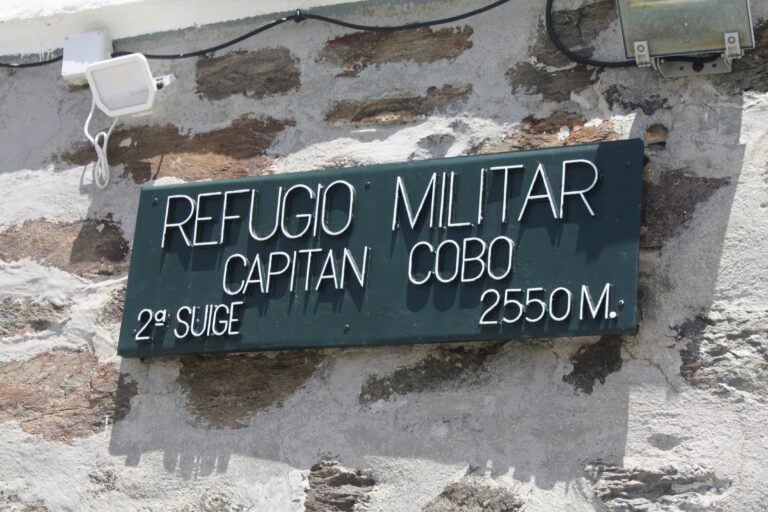 REFUGIO MILITAR
CAPITAN COBO
2ª SUIGE 2550 M.